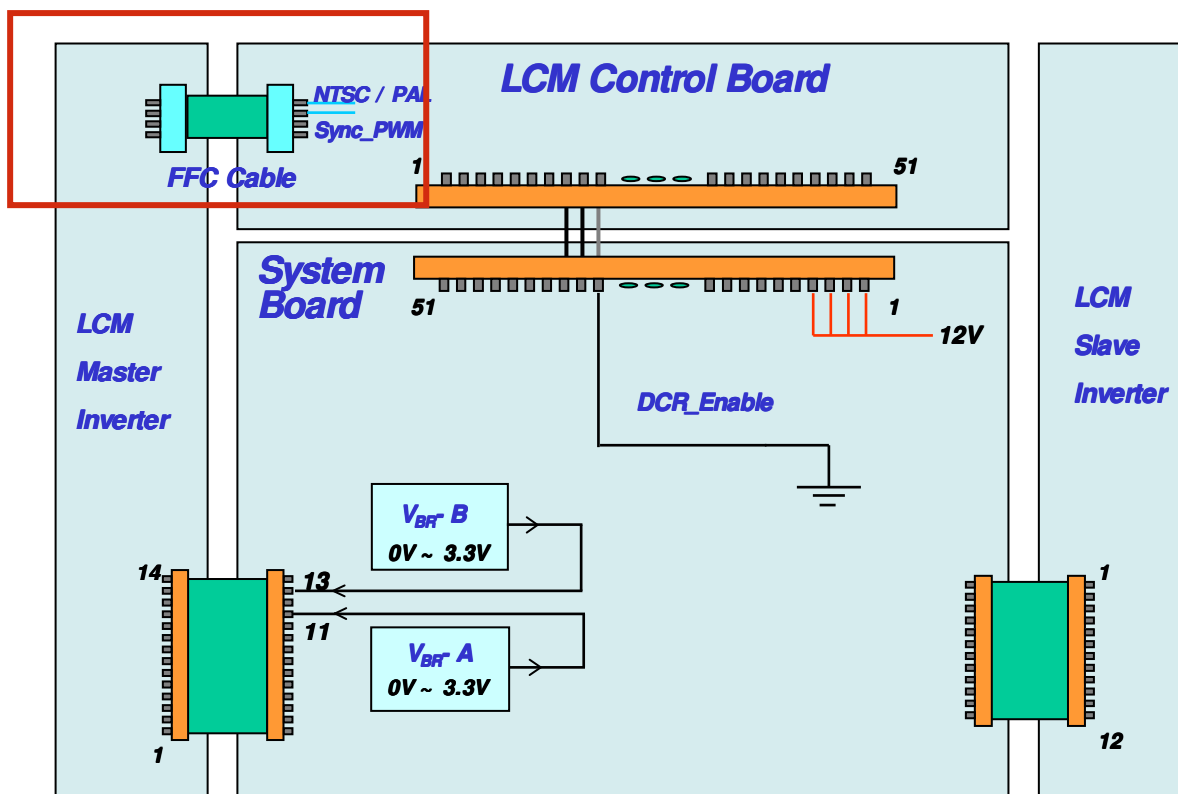 LCM Control Board
NTSC / PAL
Sync_PWM
FFC Cable
1
51
System
Board
51
1
12V
LCM
Master
Inverter
LCM
Slave
Inverter
DCR_Enable
VBR- B
0V ~ 3.3V
14
13
11
VBR- A
0V ~ 3.3V
1
1
12